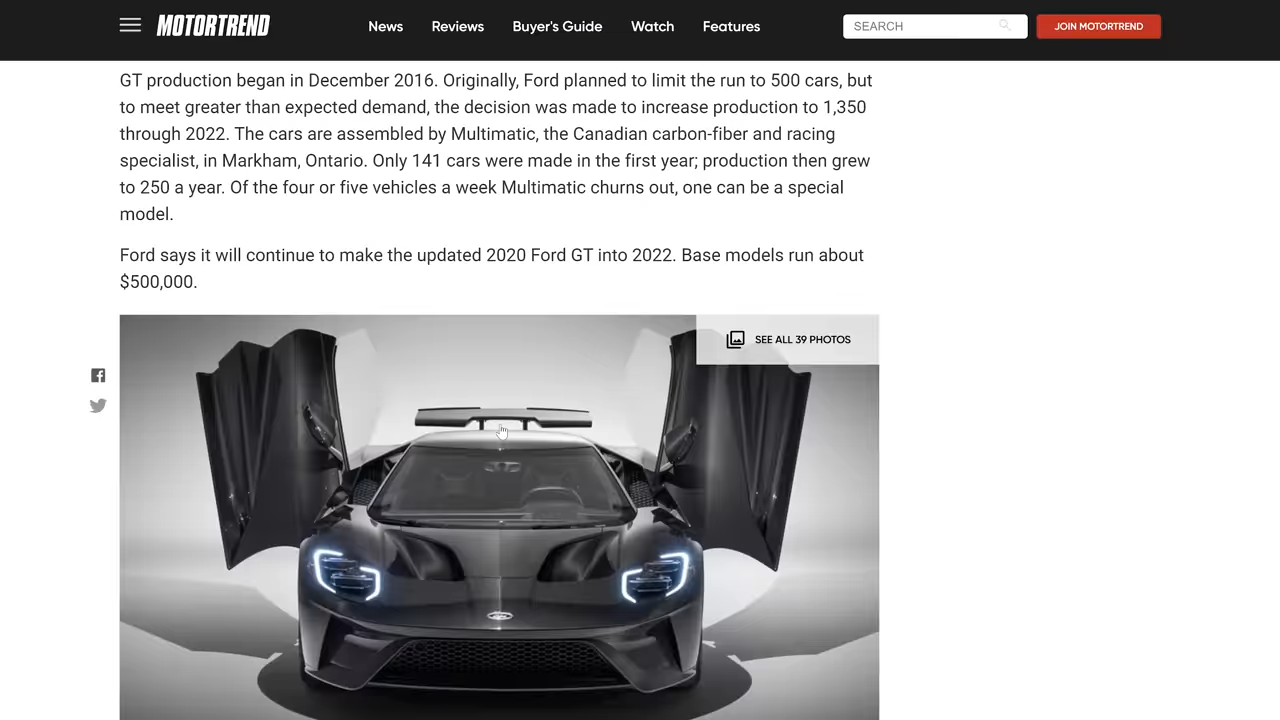 MOTORTREND
News
Reviews
Buyer's Guide
Watch
Features
SEARCH
JOIN MOTORTREND
GT production began in December 2016. Originally, Ford planned to limit the run to 500 cars, but
to meet greater than expected demand, the decision was made to increase production to 1,350
through 2022. The cars are assembled by Multimatic, the Canadian carbon-fiber and racing
specialist, in Markham, Ontario. Only 141 cars were made in the first year; production then grew
to 250 a year. Of the four or five vehicles a week Multimatic churns out, one can be a special
model.
Ford says it will continue to make the updated 2020 Ford GT into 2022. Base models run about
$500,000.
SEE ALL 39 PHOTOS